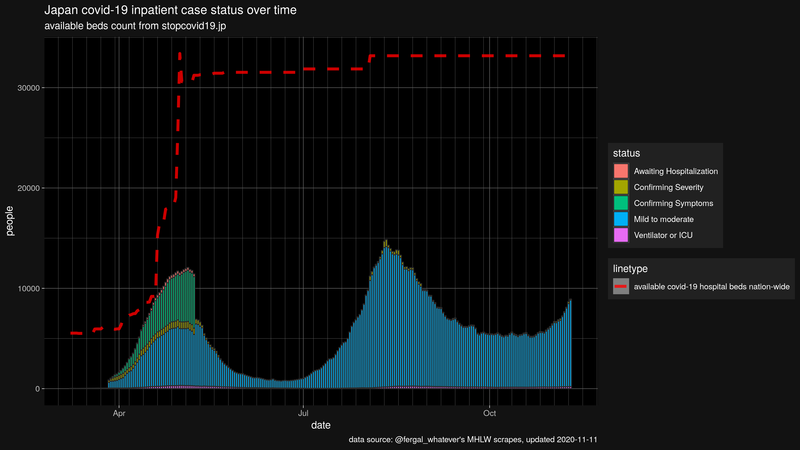 Japan covid-19 inpatient case status over time
available beds count from stopcovid19.jp
people
30000
20000
10000
0
Apr
Jul
Oct
date
status
Awaiting Hospitalization
Confirming Severity
Confirming Symptoms
Mild to moderate
Ventilator or ICU
linetype
available covid-19 hospital beds nation-wide
data source: @fergal_whatever's MHLW scrapes, updated 2020-11-11